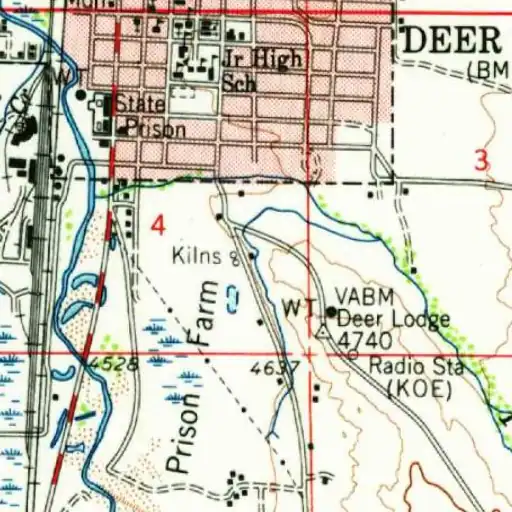 DEER
(BM
Jr High
Sch
W T
State
Prison
3
4
Kilns
Prison Farm
W T
VABM
Deer Lodge
4740
4528
4637
Radio Sta
(KOE)